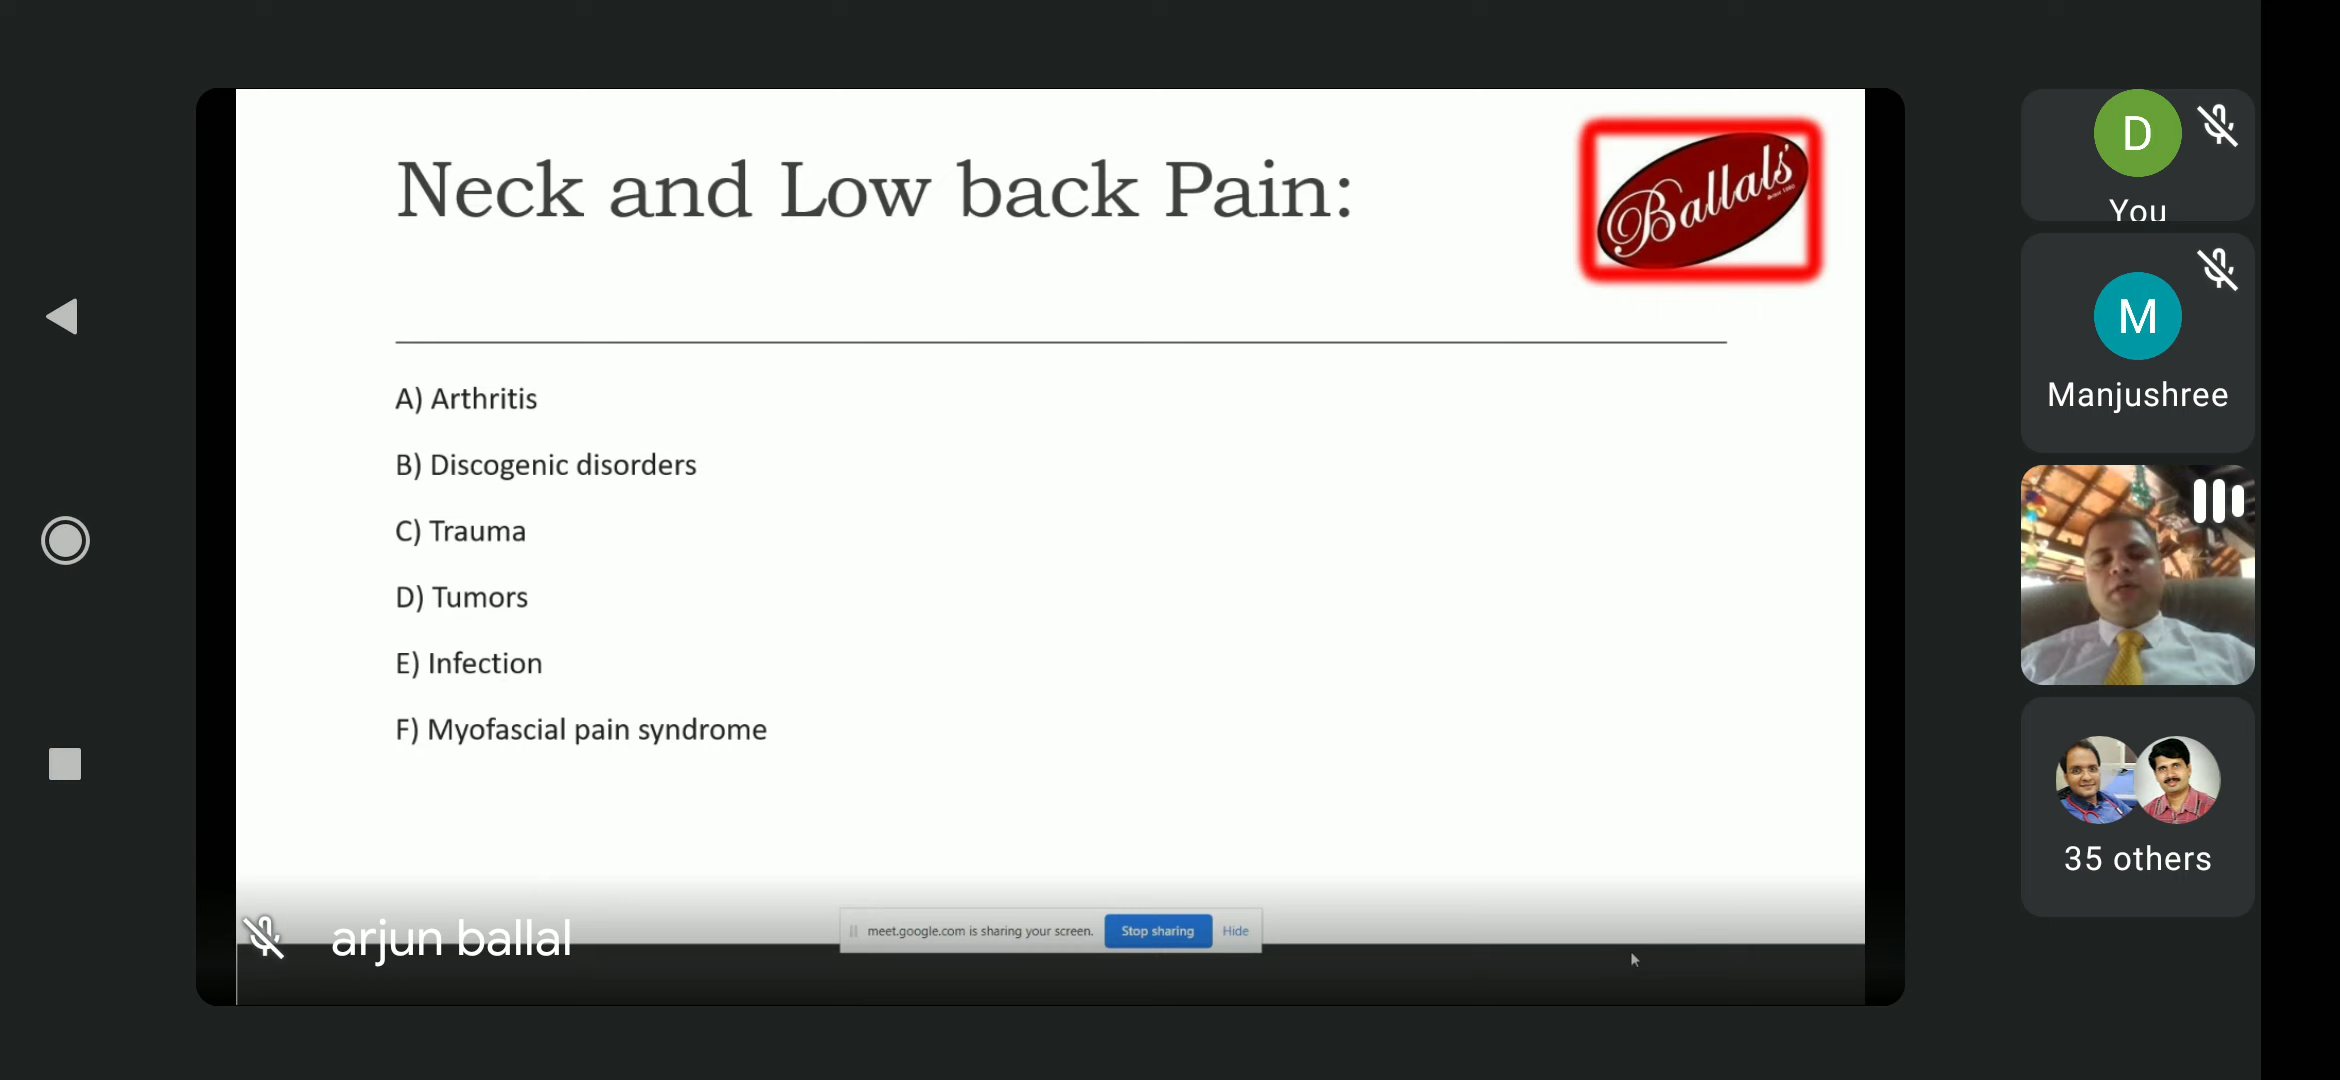 Neck and Low back Pain:
Ballals'
A) Arthritis
B) Discogenic disorders
C) Trauma
D) Tumors
E) Infection
F) Myofascial pain syndrome
arjun ballal
meet.google.com is sharing your screen.
Stop sharing
Hide
D
You
M
Manjushree
35 others